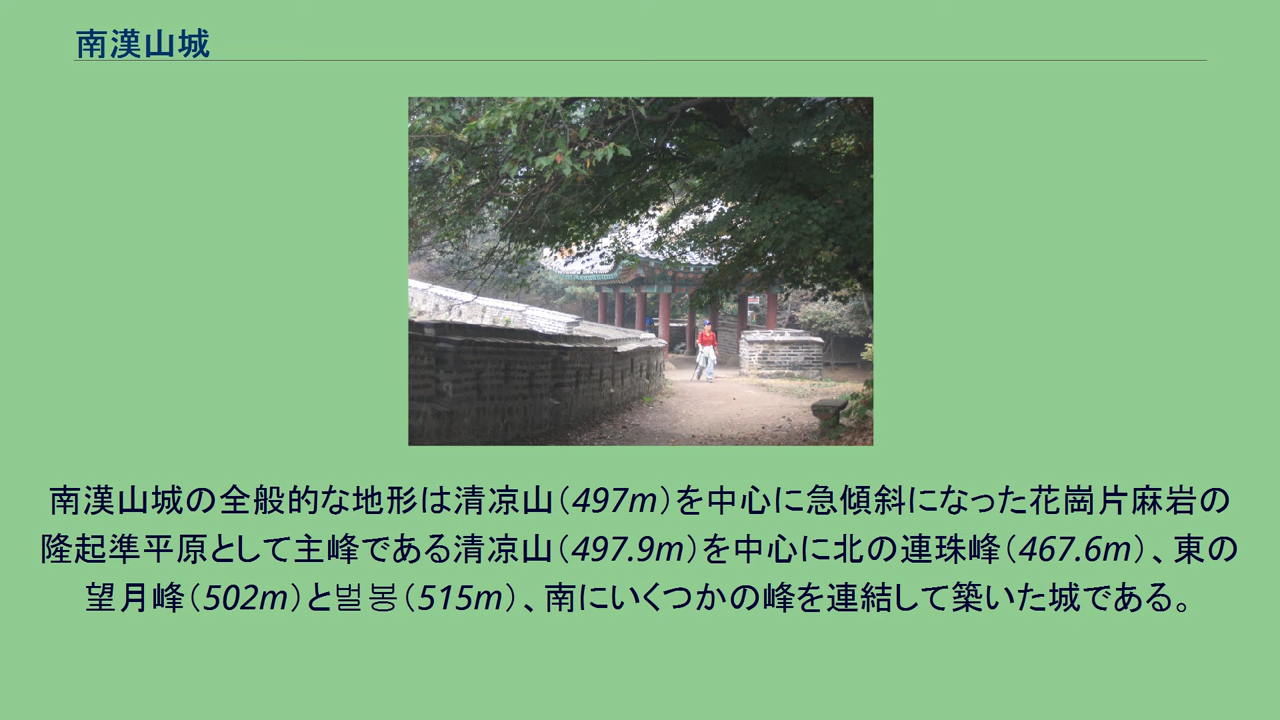 南漢山城
南漢山城の全般的な地形は清凉山（497m）を中心に急傾斜になった花崗片麻岩の
隆起準平原として主峰である清凉山（497.9m）を中心に北の連珠峰（467.6m）、東の
望月峰（502m）と벌봉（515m）、南にいくつかの峰を連結して築いた城である。